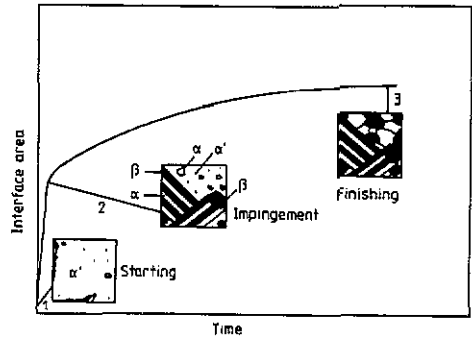 Interface area
3
α
α'
β
α
β
2
Impingement
Finishing
α'
Starting
1
Time